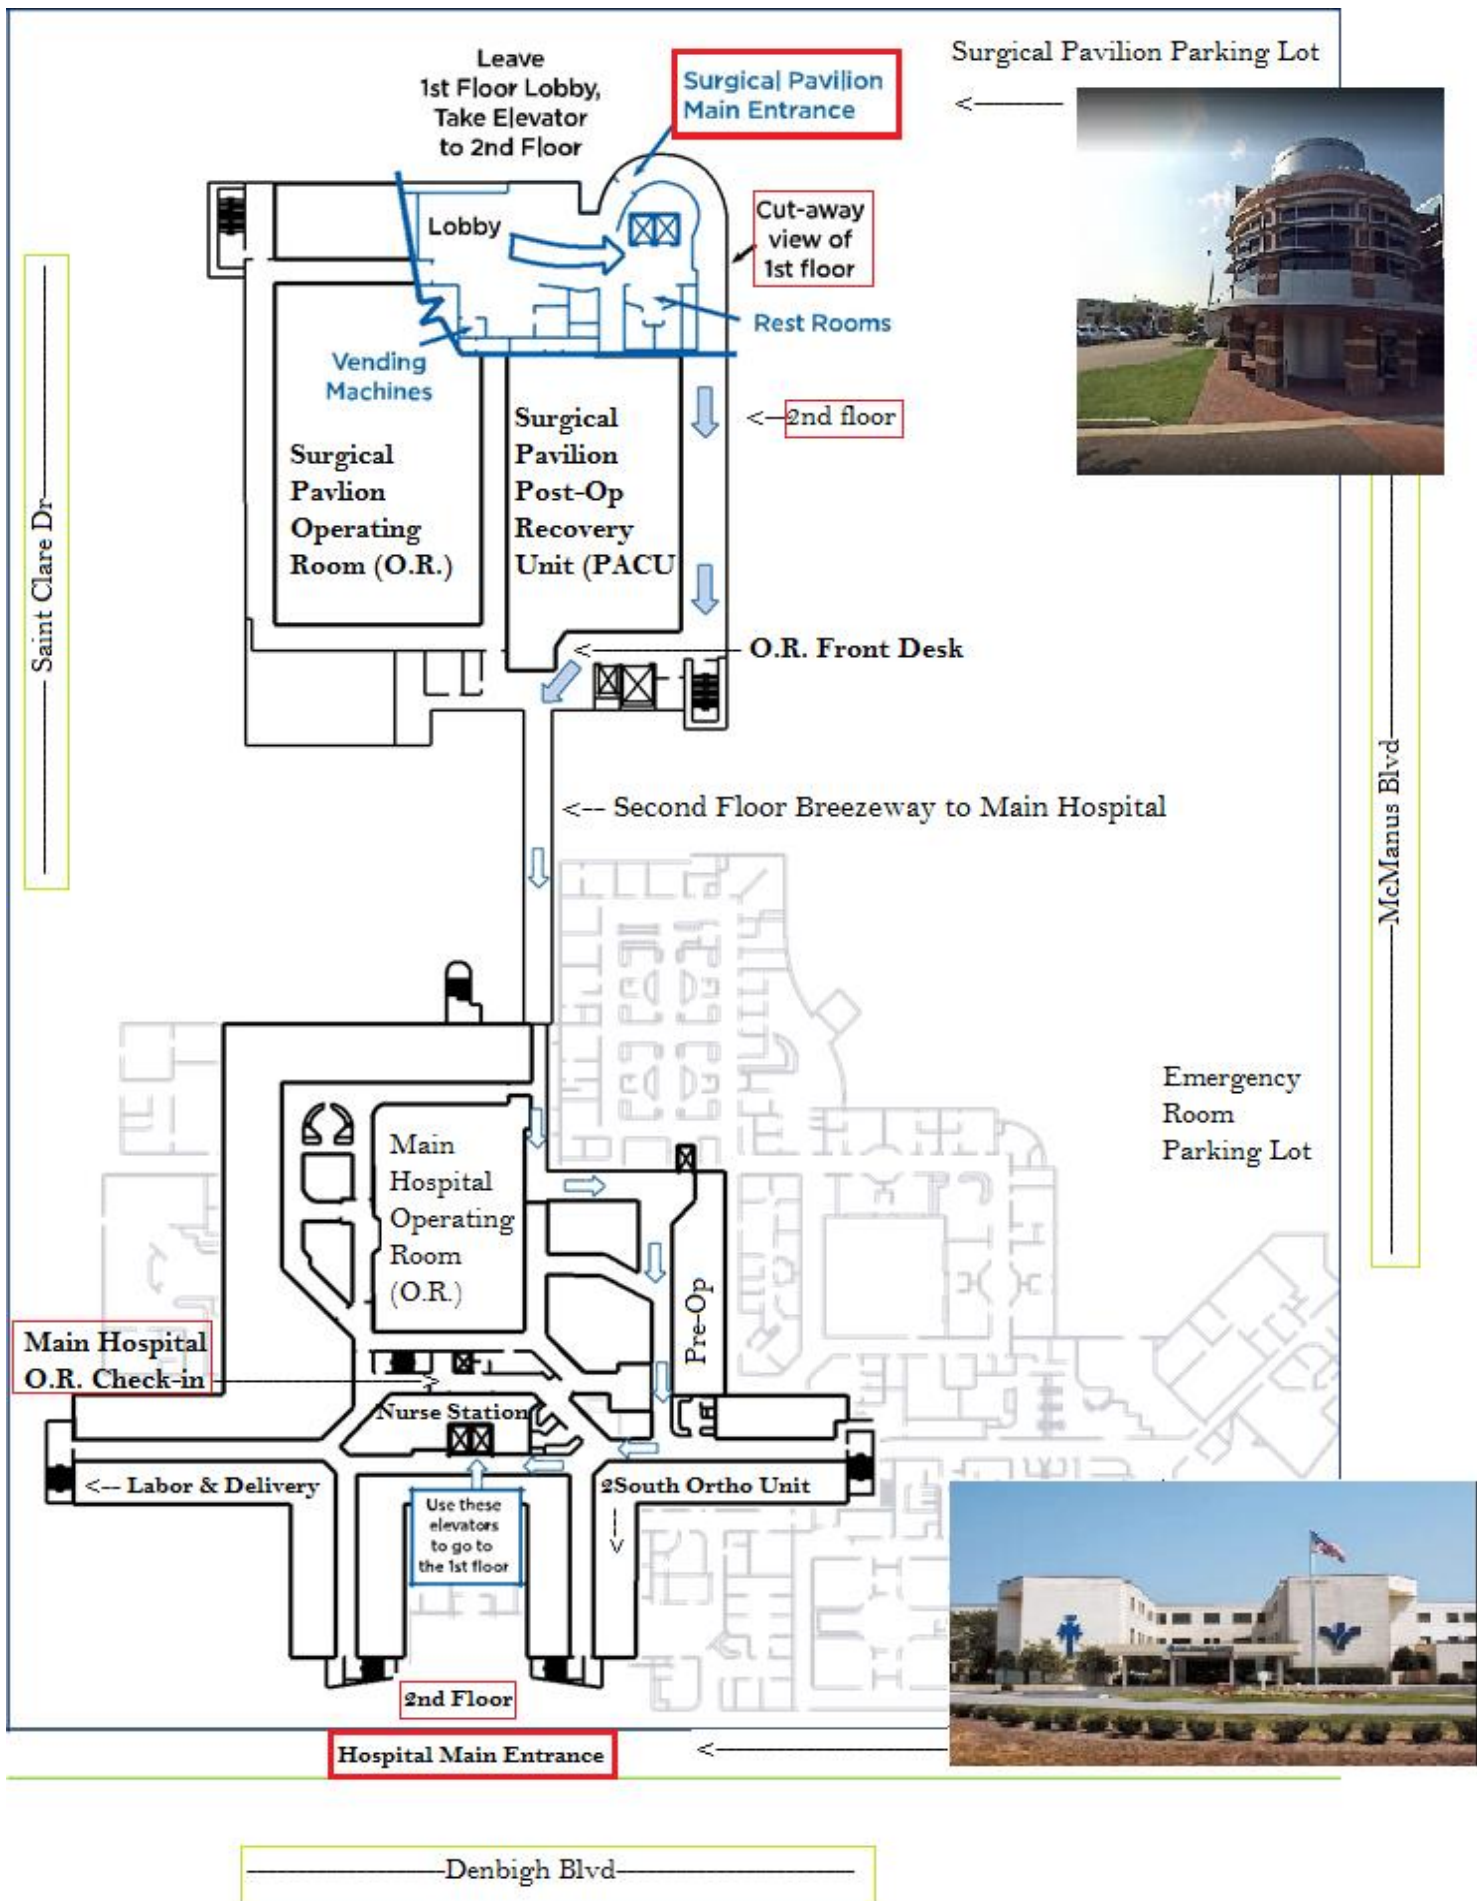 Surgical Pavilion Parking Lot
Leave
1st Floor Lobby,
Take Elevator
to 2nd Floor
Surgical Pavilion
Main Entrance
<
Lobby
Cut-away
view of
1st floor
Rest Rooms
Vending
Machines
<--2nd floor
Surgical
Pavlion
Operating
Room (O.R.)
Surgical
Pavilion
Post-Op
Recovery
Unit (PACU
Saint Clare Dr
O.R. Front Desk
<-- Second Floor Breezeway to Main Hospital
McManus Blvd
Emergency
Room
Parking Lot
Main
Hospital
Operating
Room
(O.R.)
Pre-Op
Main Hospital
O.R. Check-in
Nurse Station
<-- Labor & Delivery
Use these
elevators
to go to
the 1st floor
2South Ortho Unit
2nd Floor
Hospital Main Entrance
Denbigh Blvd